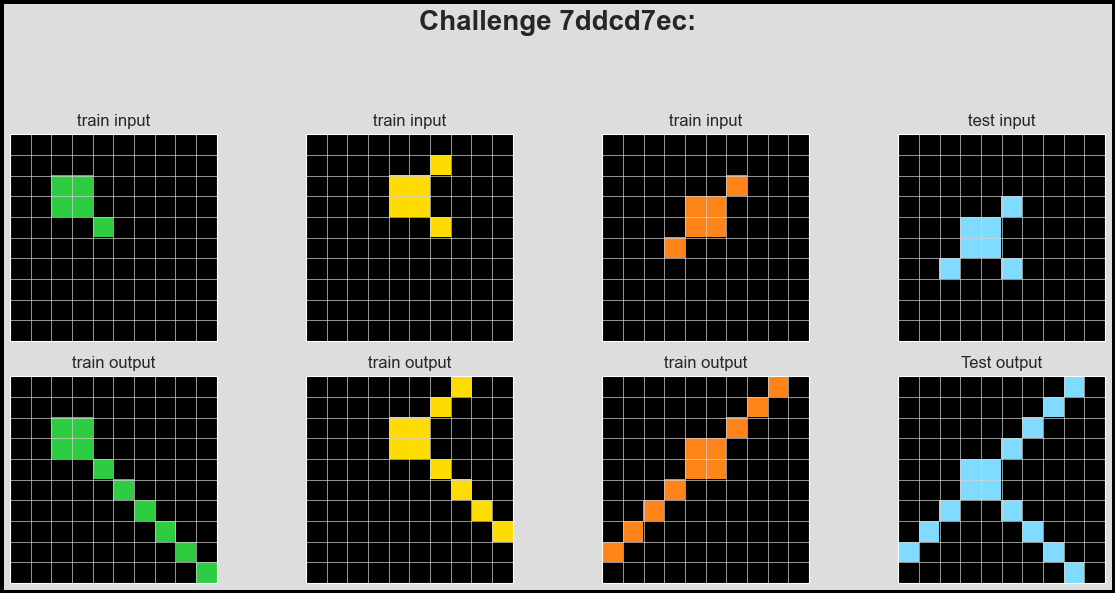 Challenge 7ddcd7ec:
train input
train input
train input
test input
train output
train output
train output
Test output